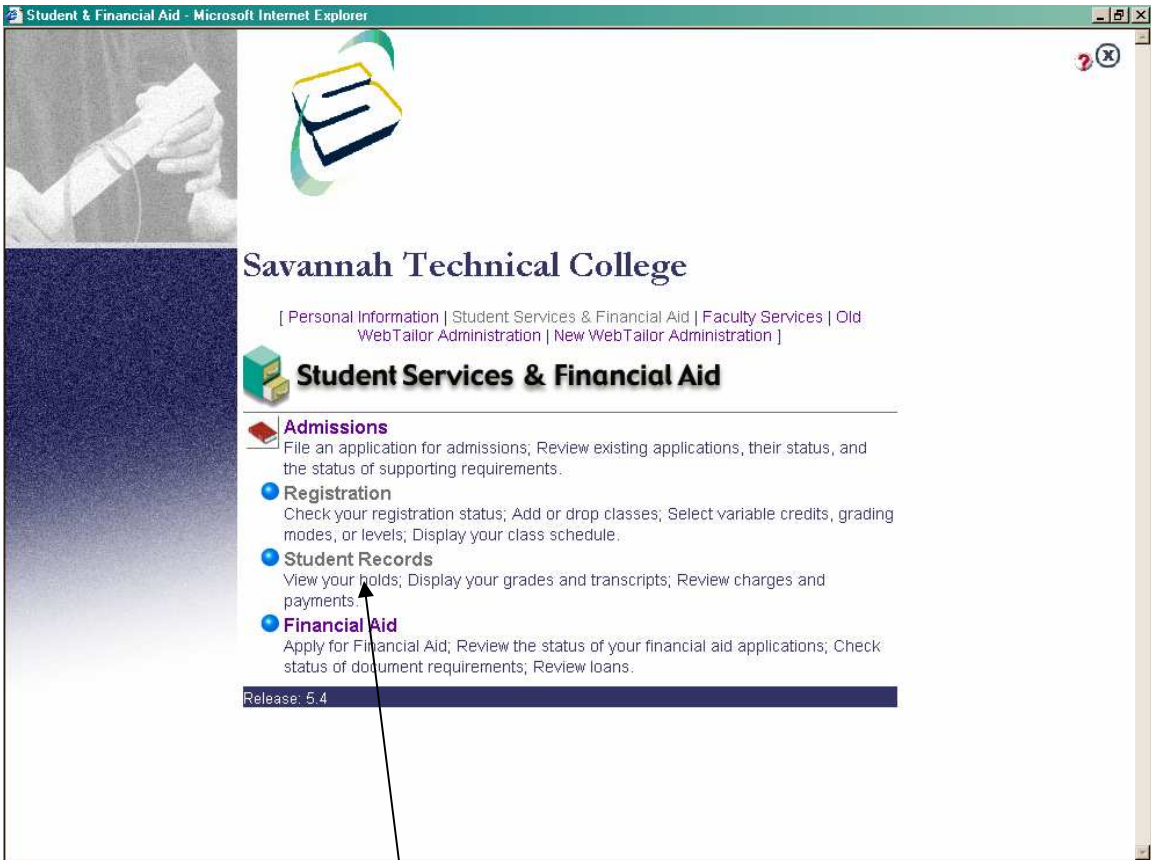 Student & Financial Aid - Microsoft Internet Explorer
Savannah Technical College
[ Personal Information | Student Services & Financial Aid | Faculty Services | Old
WebTailor Administration | New WebTailor Administration ]
Student Services & Financial Aid
Admissions
File an application for admissions; Review existing applications, their status, and
the status of supporting requirements.
Registration
Check your registration status; Add or drop classes; Select variable credits, grading
modes, or levels; Display your class schedule.
Student Records
View your holds; Display your grades and transcripts; Review charges and
payments.
Financial Aid
Apply for Financial Aid; Review the status of your financial aid applications; Check
status of document requirements; Review loans.
Release: 5.4